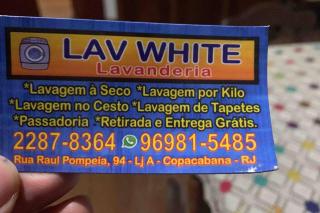 LAV WHITE
Lavanderia
*Lavagem à Seco *Lavagem por Kilo
*Lavagem no Cesto *Lavagem de Tapetes
*Passadoria *Retirada e Entrega Grátis.
2287-8364 96981-5485
Rua Raul Pompeia, 94 - Lj A - Copacabana - RJ